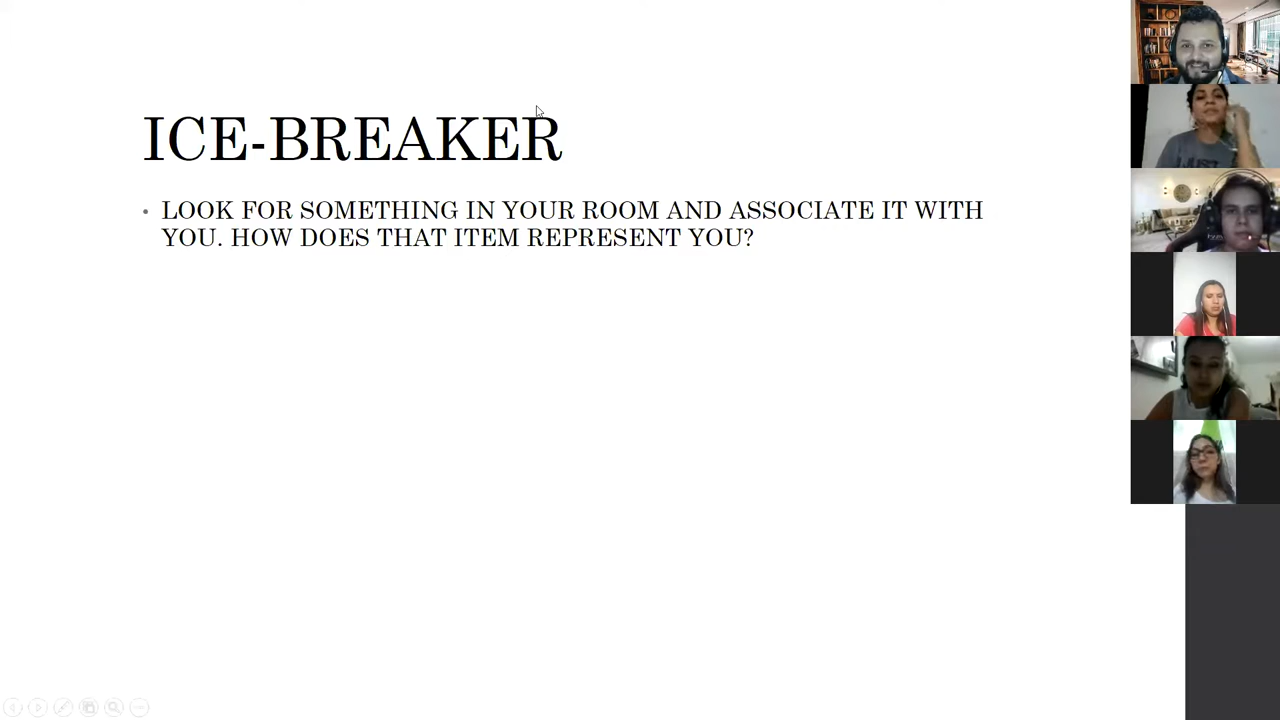 ICE-BREAKER
• LOOK FOR SOMETHING IN YOUR ROOM AND ASSOCIATE IT WITH
YOU. HOW DOES THAT ITEM REPRESENT YOU?
JUST